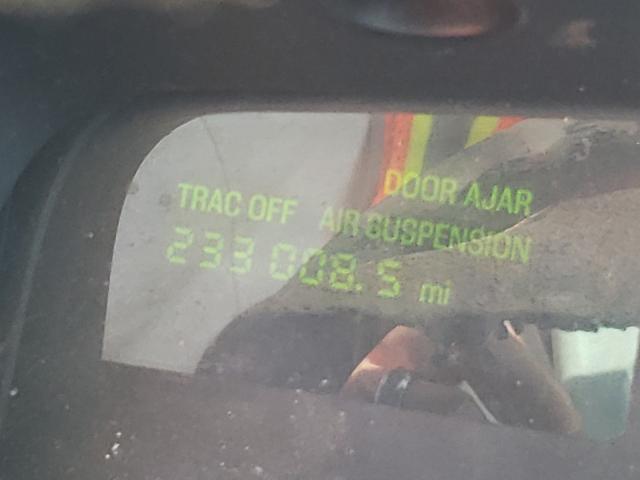 DOOR AJAR
TRAC OFF AIR SUSPENSION
233 008.5 mi